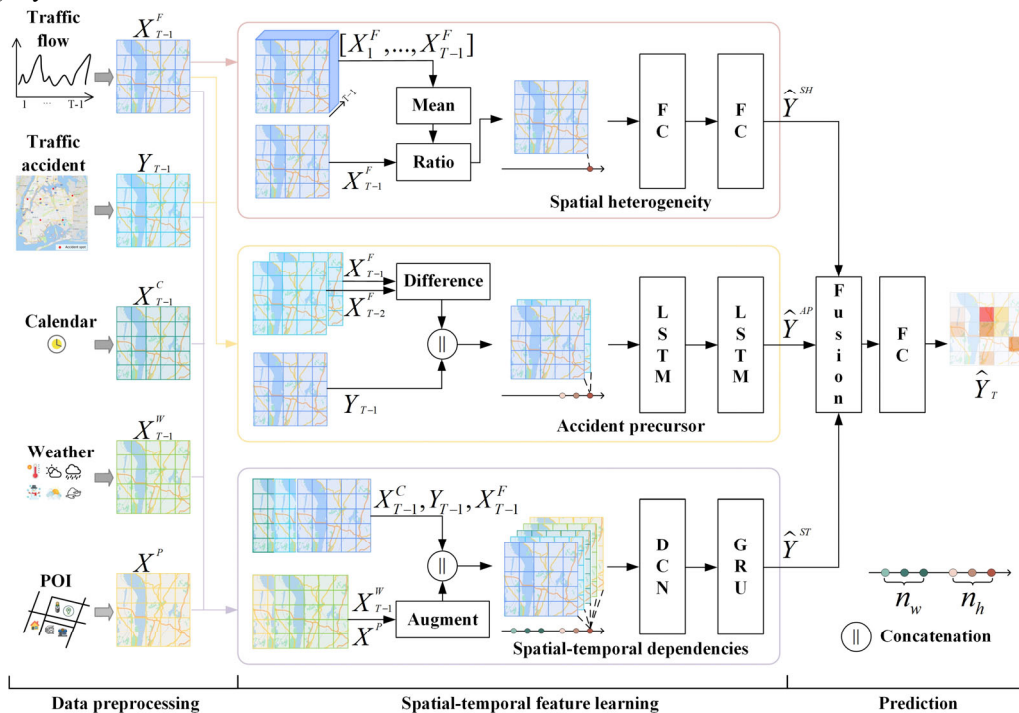 Traffic
flow
1 ... T-1
X^F_{T-1}
Traffic
accident
Accident spot
Y_{T-1}
Calendar
X^C_{T-1}
Weather
X^W_{T-1}
POI
X^P
[X^F_1,...,X^F_{T-1}]
T-1
Mean
Ratio
X^F_{T-1}
F
C
F
C
Ŷ^{SH}
Spatial heterogeneity
X^F_{T-1}
X^F_{T-2}
Difference
||
Y_{T-1}
L
S
T
M
L
S
T
M
Ŷ^{AP}
Accident precursor
X^C_{T-1}, Y_{T-1}, X^F_{T-1}
||
X^W_{T-1}
X^P
Augment
D
C
N
G
R
U
Ŷ^{ST}
Spatial-temporal dependencies
F
u
s
i
o
n
F
C
Ŷ_T
n_w n_h
|| Concatenation
Data preprocessing
Spatial-temporal feature learning
Prediction